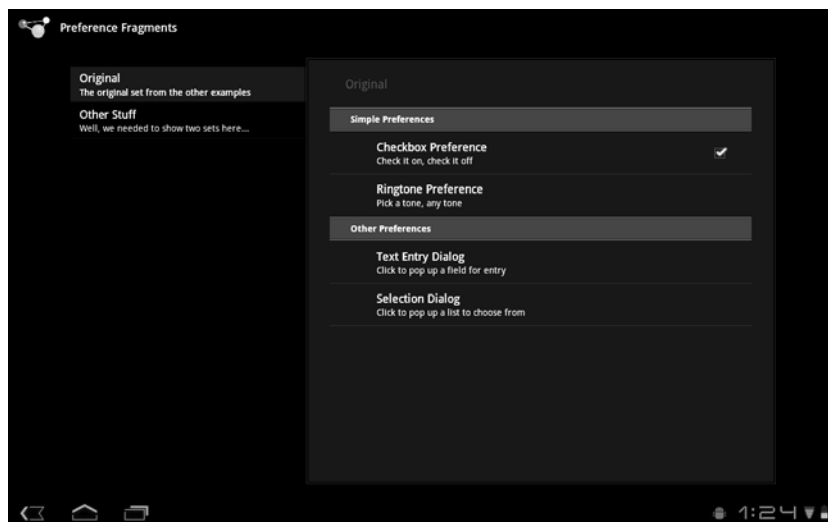 Preference Fragments
Original
The original set from the other examples
Other Stuff
Well, we needed to show two sets here...
Original
Simple Preferences
Checkbox Preference
Check it on, check it off
Ringtone Preference
Pick a tone, any tone
Other Preferences
Text Entry Dialog
Click to pop up a field for entry
Selection Dialog
Click to pop up a list to choose from
1:24